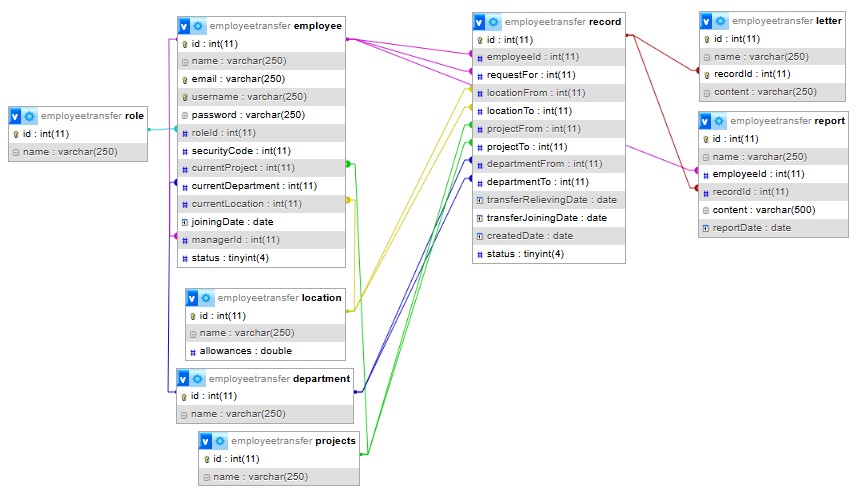 employeetransfer role
id : int(11)
name : varchar(250)
employeetransfer employee
id : int(11)
name : varchar(250)
email : varchar(250)
username : varchar(250)
password : varchar(250)
roleId : int(11)
securityCode : int(11)
currentProject : int(11)
currentDepartment : int(11)
currentLocation : int(11)
joiningDate : date
managerId : int(11)
status : tinyint(4)
employeetransfer location
id : int(11)
name : varchar(250)
allowances : double
employeetransfer department
id : int(11)
name : varchar(250)
employeetransfer projects
id : int(11)
name : varchar(250)
employeetransfer record
id : int(11)
employeeId : int(11)
requestFor : int(11)
locationFrom : int(11)
locationTo : int(11)
projectFrom : int(11)
projectTo : int(11)
departmentFrom : int(11)
departmentTo : int(11)
transferRelievingDate : date
transferJoiningDate : date
createdDate : date
status : tinyint(4)
employeetransfer letter
id : int(11)
name : varchar(250)
recordId : int(11)
content : varchar(250)
employeetransfer report
id : int(11)
name : varchar(250)
employeeId : int(11)
recordId : int(11)
content : varchar(500)
reportDate : date